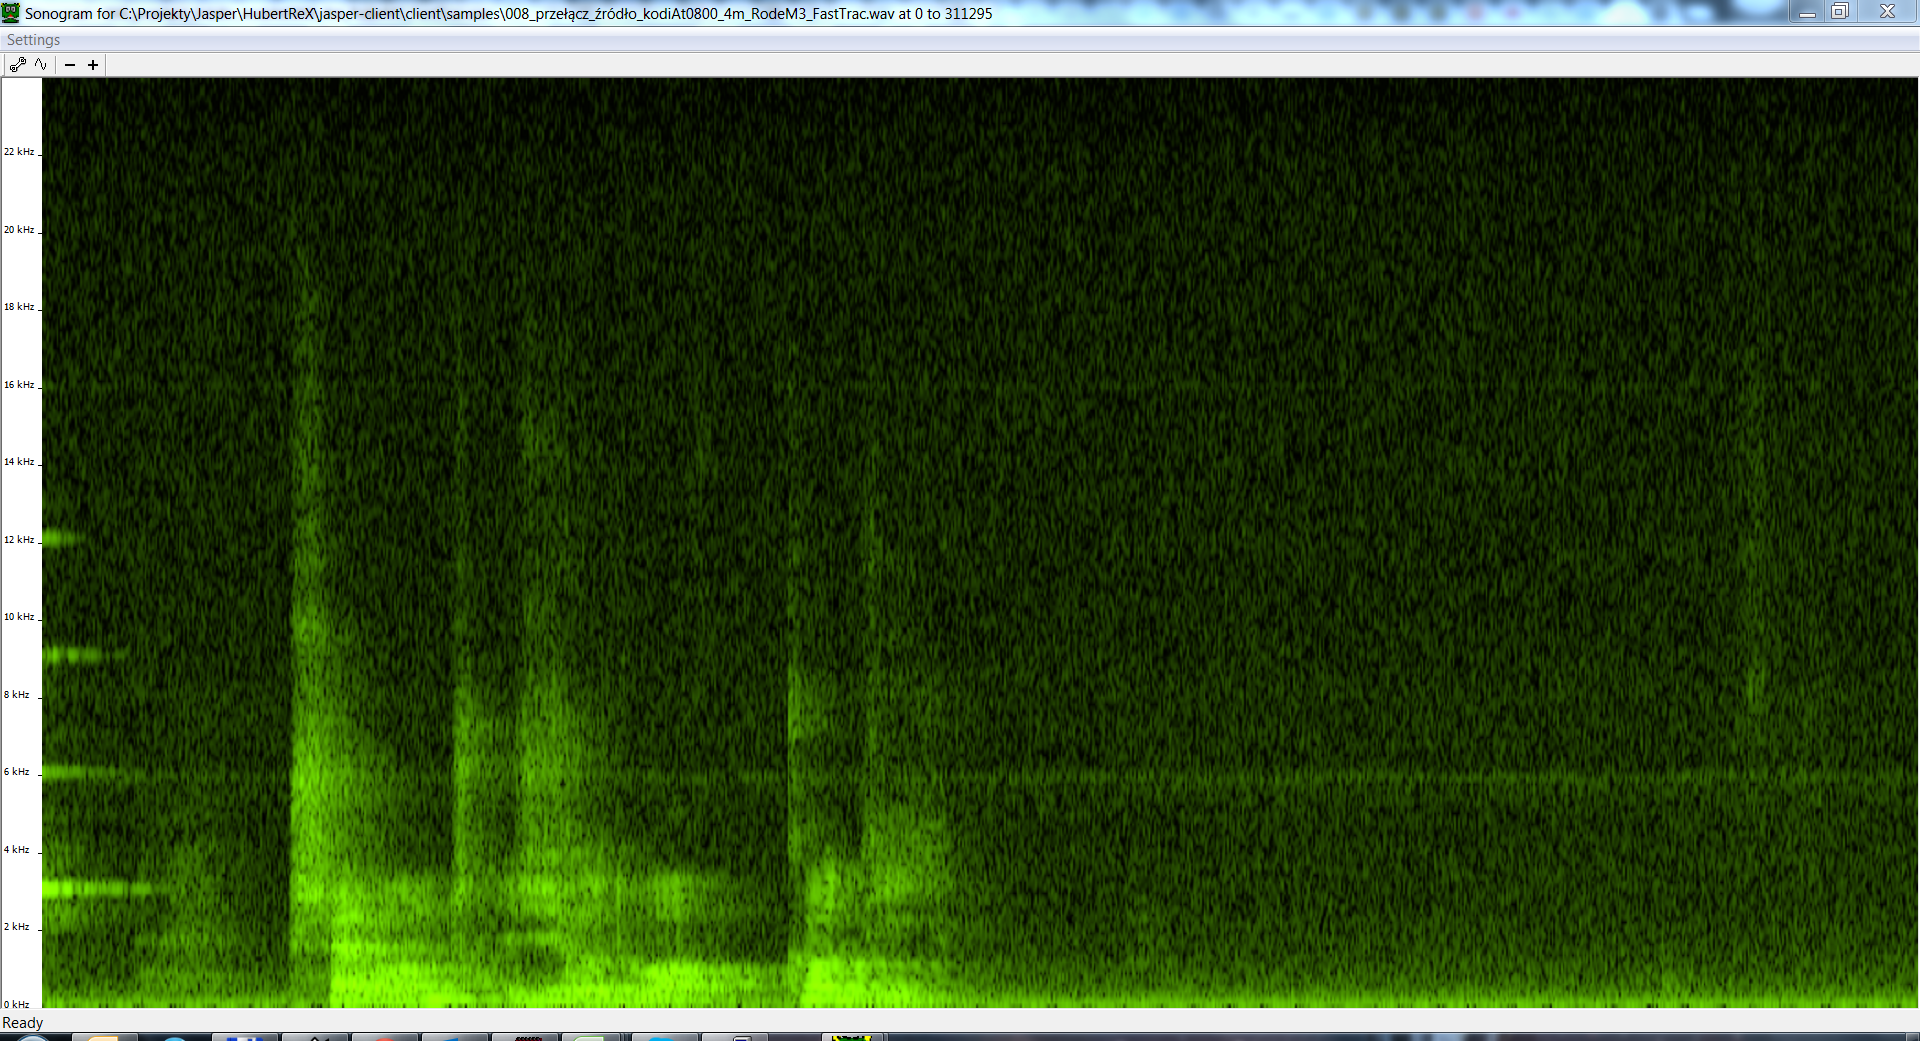 Sonogram for C:\Projekty\Jasper\HubertReX\jasper-client\client\samples\008_przełącz_źródło_kodiAt0800_4m_RodeM3_FastTrac.wav at 0 to 311295
Settings
22 kHz
20 kHz
18 kHz
16 kHz
14 kHz
12 kHz
10 kHz
8 kHz
6 kHz
4 kHz
2 kHz
0 kHz
Ready